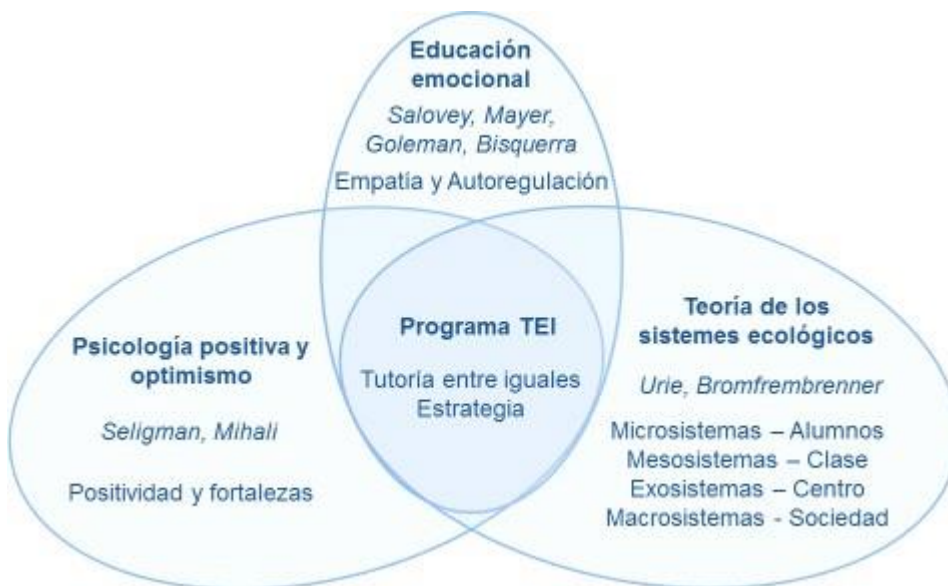 Educación
emocional
Salovey, Mayer,
Goleman, Bisquerra
Empatía y Autoregulación
Psicología positiva y
optimismo
Seligman, Mihali
Positividad y fortalezas
Programa TEI
Tutoría entre iguales
Estrategia
Teoría de los
sistemes ecológicos
Urie, Bromfrembrenner
Microsistemas – Alumnos
Mesosistemas – Clase
Exosistemas – Centro
Macrosistemas - Sociedad